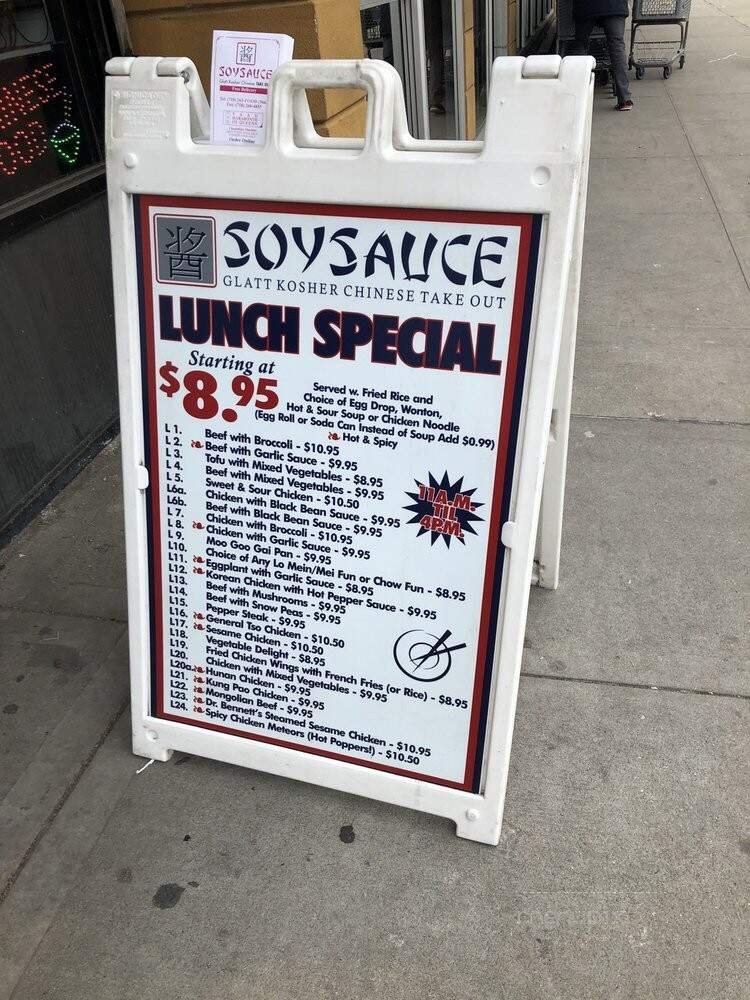 醬
SOYSAUCE
Free Delivery
醬
SOYSAUCE
GLATT KOSHER CHINESE TAKE OUT
LUNCH SPECIAL
Starting at
$8.95
Served w. Fried Rice and
Choice of Egg Drop, Wonton,
Hot & Sour Soup or Chicken Noodle
(Egg Roll or Soda Can Instead of Soup Add $0.99)
Hot & Spicy
11A.M.
TIL
4P.M.
L 1. Beef with Broccoli - $10.95
L 2. Beef with Garlic Sauce - $9.95
L 3. Tofu with Mixed Vegetables - $8.95
L 4. Beef with Mixed Vegetables - $9.95
L 5. Sweet & Sour Chicken - $10.50
L6a. Chicken with Black Bean Sauce - $9.95
L6b. Beef with Black Bean Sauce - $9.95
L 7. Chicken with Broccoli - $10.95
L 8. Chicken with Garlic Sauce - $9.95
L 9. Moo Goo Gai Pan - $9.95
L10. Choice of Any Lo Mein/Mei Fun or Chow Fun - $8.95
L11. Eggplant with Garlic Sauce - $8.95
L12. Korean Chicken with Hot Pepper Sauce - $9.95
L13. Beef with Mushrooms - $9.95
L14. Beef with Snow Peas - $9.95
L15. Pepper Steak - $9.95
L16. General Tso Chicken - $10.50
L17. Sesame Chicken - $10.50
L18. Vegetable Delight - $8.95
L19. Fried Chicken Wings with French Fries (or Rice) - $8.95
L20. Chicken with Mixed Vegetables - $9.95
L20a. Hunan Chicken - $9.95
L21. Kung Pao Chicken - $9.95
L22. Mongolian Beef - $9.95
L23. Dr. Bennett's Steamed Sesame Chicken - $10.95
L24. Spicy Chicken Meteors (Hot Poppers!) - $10.50